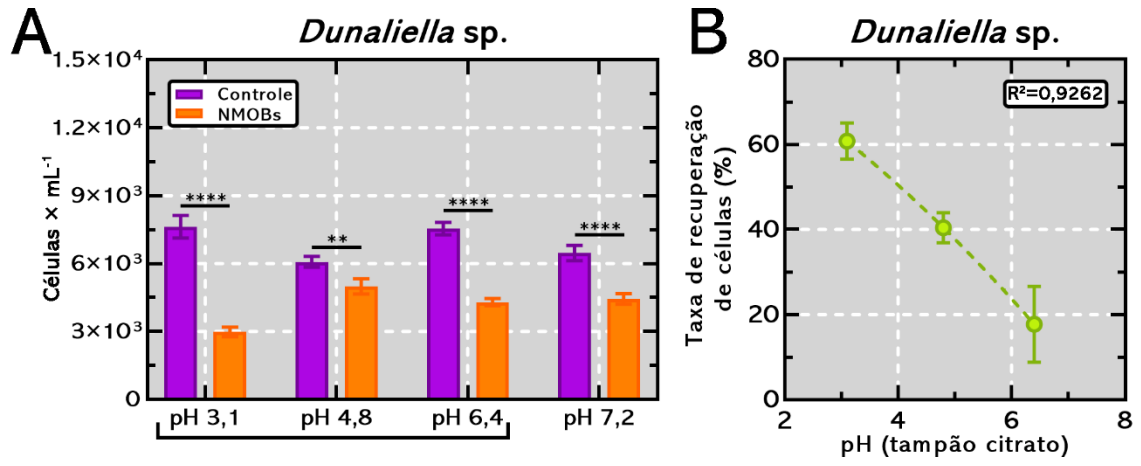 A
Dunaliella sp.
1.5×10⁴
1.2×10⁴
9×10³
6×10³
3×10³
0
Células × mL⁻¹
Controle
NMOBs
****
**
****
****
pH 3,1
pH 4,8
pH 6,4
pH 7,2
B
Dunaliella sp.
80
60
40
20
0
Taxa de recuperação
de células (%)
R²=0,9262
2
4
6
8
pH (tampão citrato)